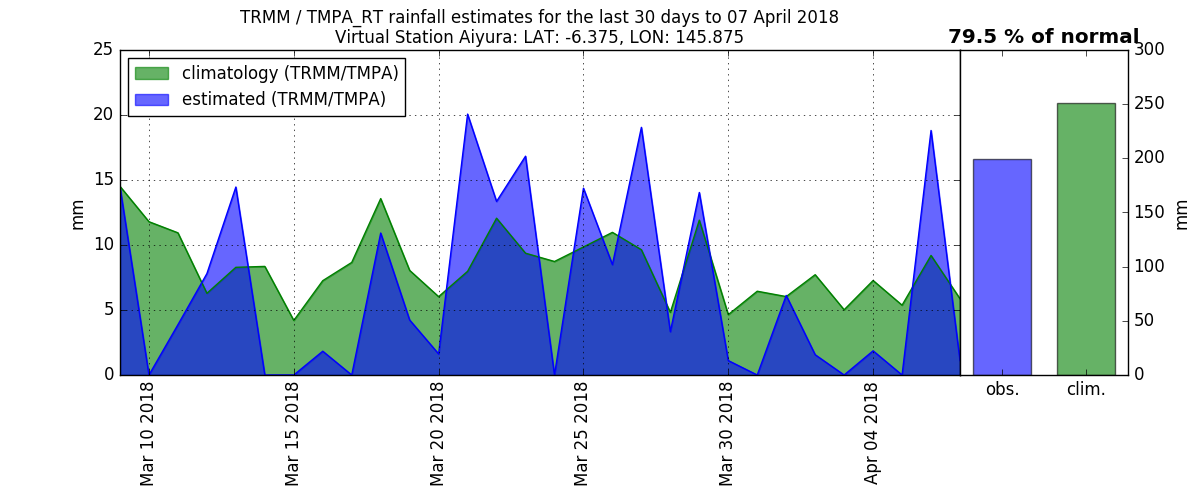 TRMM / TMPA_RT rainfall estimates for the last 30 days to 07 April 2018
Virtual Station Aiyura: LAT: -6.375, LON: 145.875
79.5 % of normal
climatology (TRMM/TMPA)
estimated (TRMM/TMPA)
25
20
15
10
5
0
mm
300
250
200
150
100
50
0
mm
Mar 10 2018
Mar 15 2018
Mar 20 2018
Mar 25 2018
Mar 30 2018
Apr 04 2018
obs.
clim.